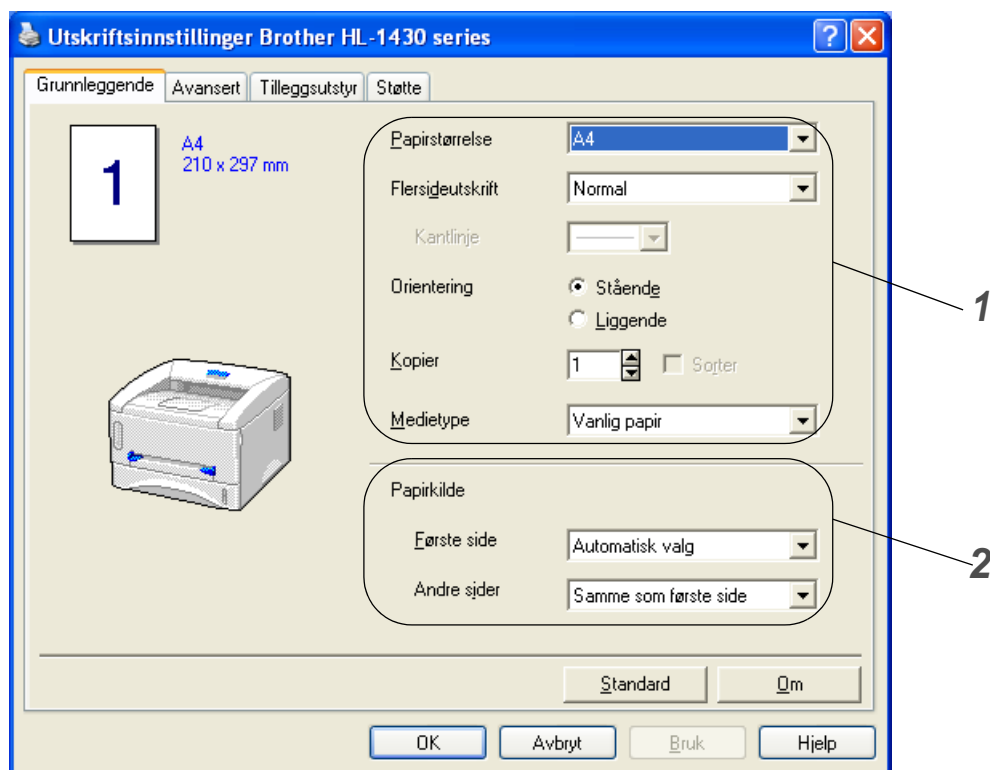 Utskriftsinnstillinger Brother HL-1430 series
?
Grunnleggende Avansert Tilleggsutstyr Støtte
1
A4
210 x 297 mm
Papirstørrelse A4
Flersideutskrift Normal
Kantlinje
Orientering Stående
Liggende
1
Kopier 1 Sorter
Medietype Vanlig papir
Papirkilde
Første side Automatisk valg
2
Andre sider Samme som første side
Standard Om
OK Avbryt Bruk Hjelp